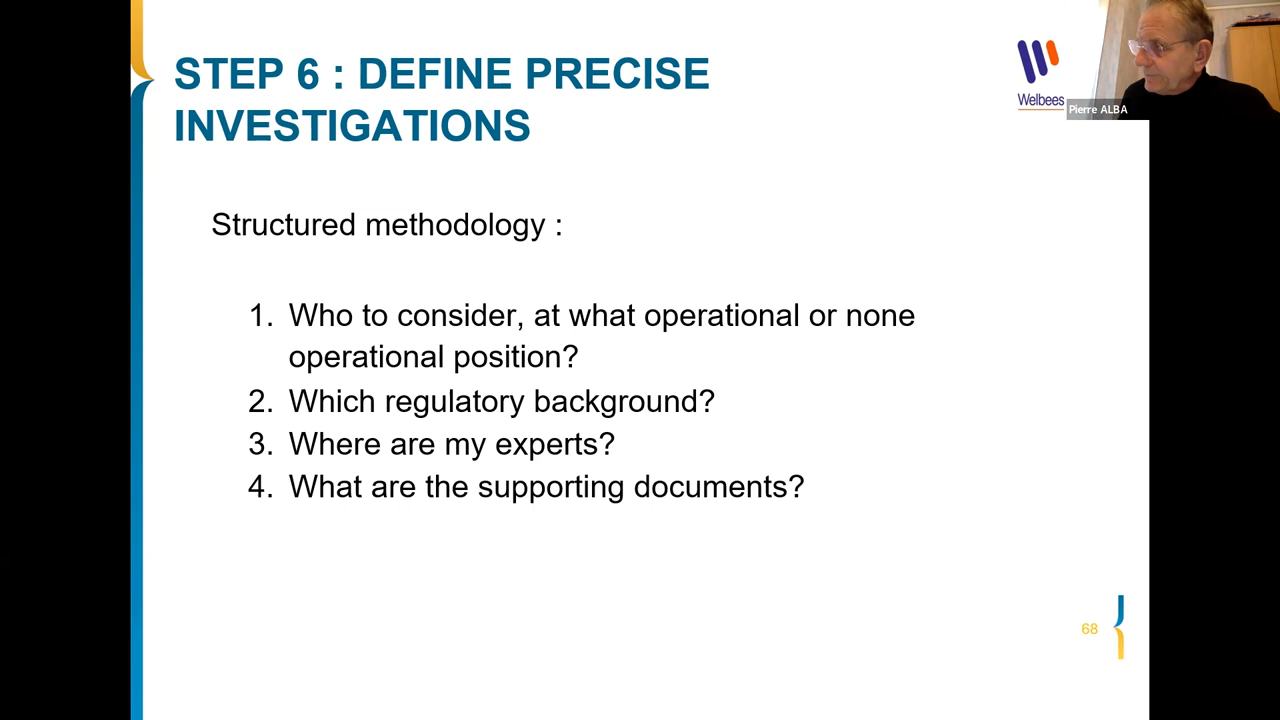 STEP 6 : DEFINE PRECISE
INVESTIGATIONS
Welbees
Pierre ALBA
Structured methodology :
1. Who to consider, at what operational or none
operational position?
2. Which regulatory background?
3. Where are my experts?
4. What are the supporting documents?
68